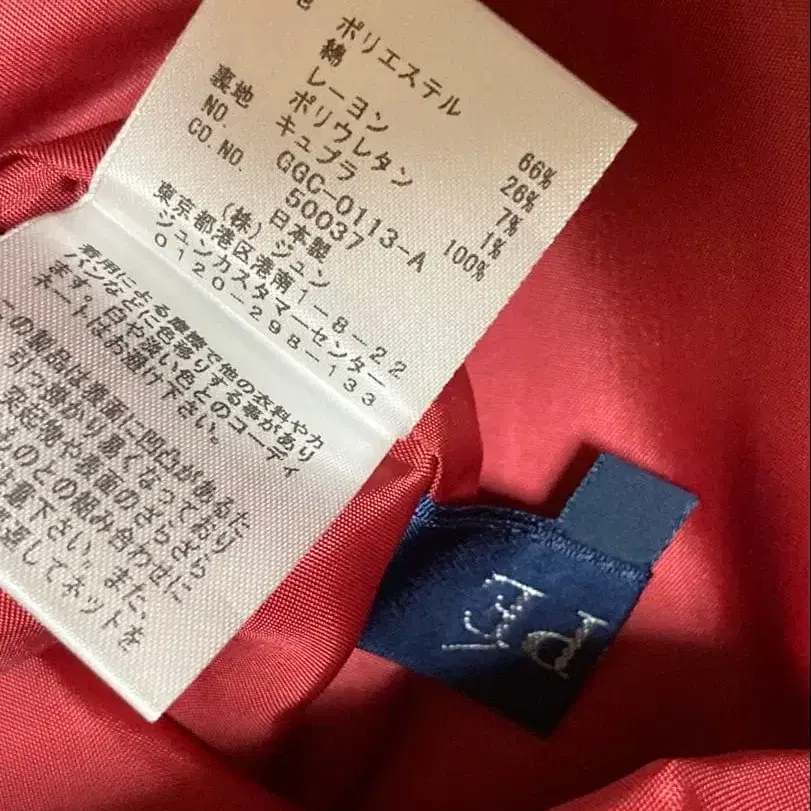 ポリエステル 66%
綿 26%
レーヨン 7%
ポリウレタン 1%
裏地 キュプラ 100%
NO. GGC-0113-A
CO.NO. 50037
日本製
(株)ジュン
東京都港区港南1-8-22
ジュンカスタマーセンター
0120-298-133
着用による摩擦で他の衣料やカ
バンなどに色移りする事があり
ます。白や淡い色とのコーディ
ネートはお避け下さい。
この製品は表面に凹凸があるた
引っ掛かり易くなっており
突起物や表面のざらざら
ものとの組み合わせに
意下さい。また、
してネットを